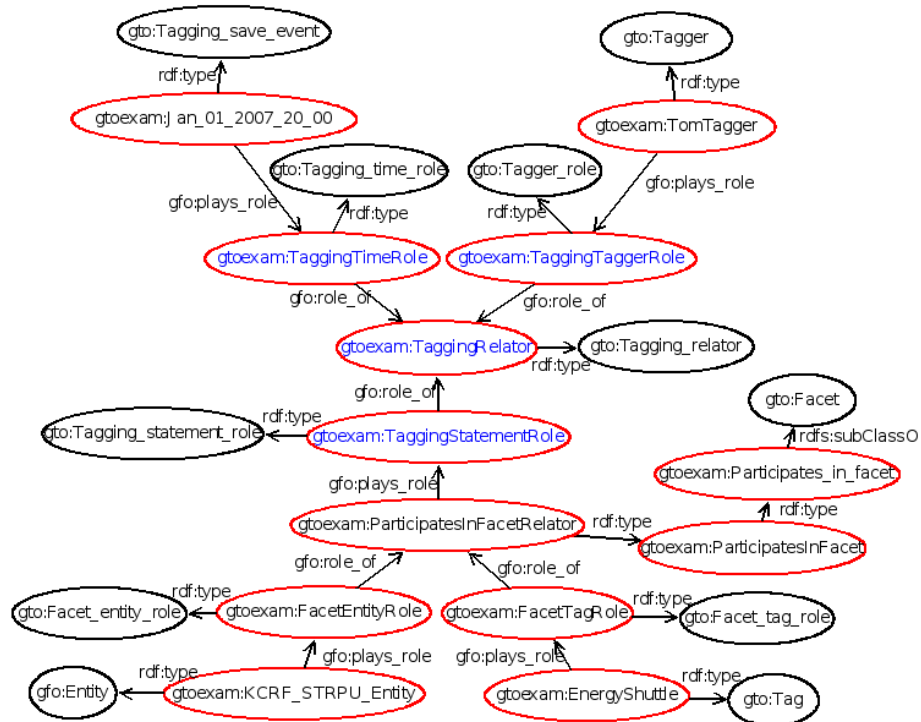 gto:Tagging_save_event
gto:Tagger
rdf:type
rdf:type
gtoexam:Jan_01_2007_20_00
gtoexam:TomTagger
gto:Tagging_time_role
gto:Tagger_role
gfo:plays_role
gfo:plays_role
rdf:type
rdf:type
gtoexam:TaggingTimeRole
gtoexam:TaggingTaggerRole
gfo:role_of
gfo:role_of
gtoexam:TaggingRelator
gto:Tagging_relator
rdf:type
gfo:role_of
gto:Facet
rdf:type
gto:Tagging_statement_role
gtoexam:TaggingStatementRole
rdfs:subClassO
gtoexam:Participates_in_facet
gfo:plays_role
rdf:type
gtoexam:ParticipatesInFacetRelator
rdf:type
gtoexam:ParticipatesInFacet
gfo:role_of
gfo:role_of
rdf:type
rdf:type
gto:Facet_entity_role
gtoexam:FacetEntityRole
gtoexam:FacetTagRole
gto:Facet_tag_role
gfo:plays_role
gfo:plays_role
rdf:type
rdf:type
gfo:Entity
gtoexam:KCRF_STRPU_Entity
gtoexam:EnergyShuttle
gto:Tag